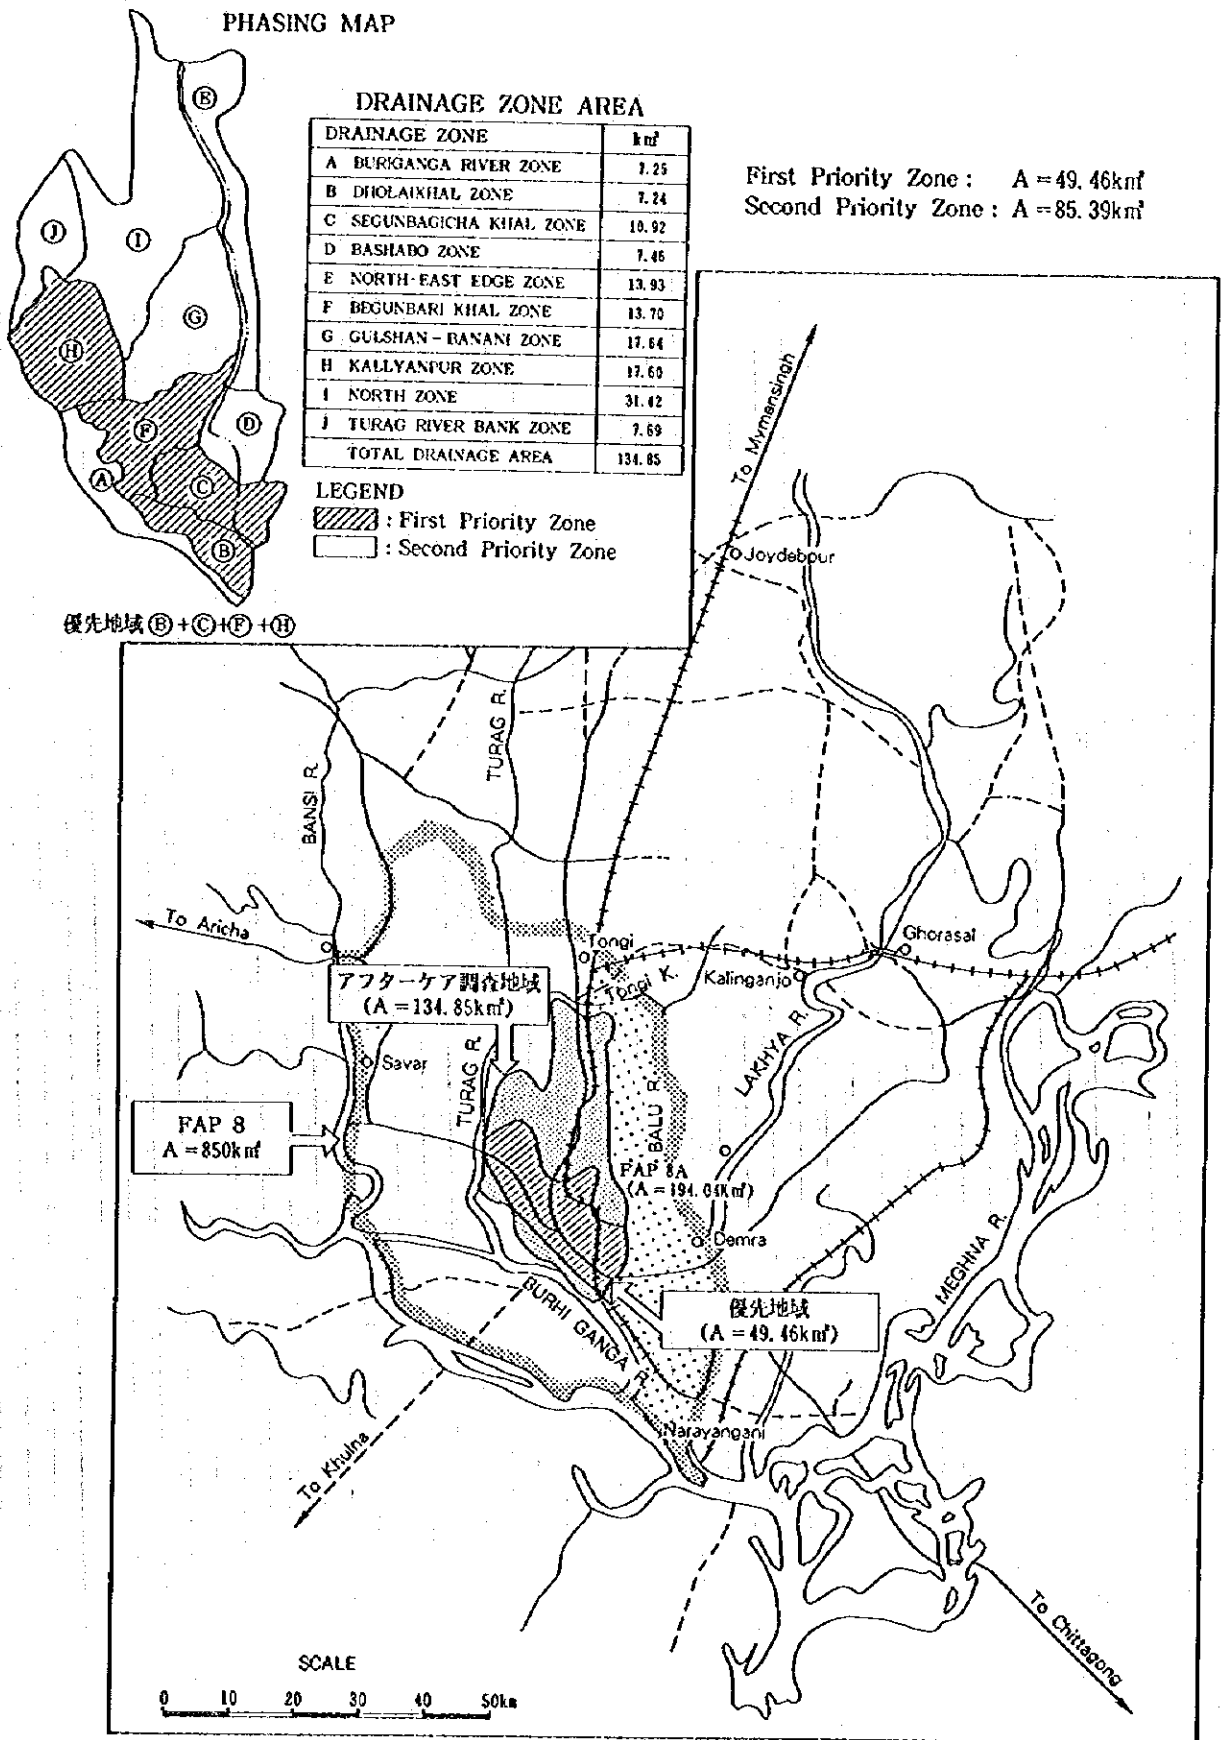 PHASING MAP
B
J
I
G
H
F
D
A
C
B
優先地域Ⓑ+Ⓒ+Ⓕ+Ⓗ
DRAINAGE ZONE AREA
DRAINAGE ZONE km²
A BURIGANGA RIVER ZONE 7.25
B DHOLAIKHAL ZONE 7.24
C SEGUNBAGICHA KHAL ZONE 10.92
D BASHABO ZONE 7.46
E NORTH-EAST EDGE ZONE 13.93
F BEGUNBARI KHAL ZONE 13.70
G GULSHAN-BANANI ZONE 17.64
H KALLYANPUR ZONE 17.60
I NORTH ZONE 31.42
J TURAG RIVER BANK ZONE 7.69
TOTAL DRAINAGE AREA 134.85
LEGEND
: First Priority Zone
: Second Priority Zone
First Priority Zone: A=49.46km²
Second Priority Zone: A=85.39km²
To Mymensingh
Joydebpur
TURAG R.
BANSI R.
To Aricha
Tongi
Tongi K.
Ghorasal
Kalinganjo
アフターケア調査地域
(A=134.85km²)
Savar
TURAG R.
LAKHYA R.
BALU R.
FAP 8
A=850km²
FAP 8A
(A=194.04Km²)
Demra
MEGHNA R.
BURHI GANGA R.
優先地域
(A=49.46km²)
Narayangani
To Khulna
To Chittagong
SCALE
0 10 20 30 40 50km